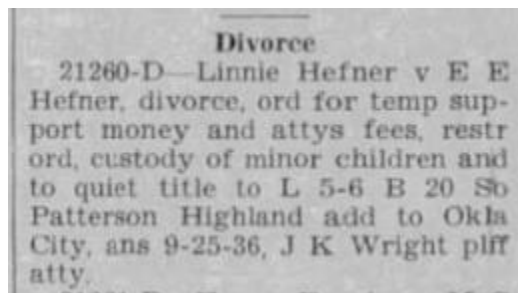 Divorce
21260-D—Linnie Hefner v E E
Hefner, divorce, ord for temp sup-
port money and attys fees, restr
ord, custody of minor children and
to quiet title to L 5-6 B 20 So
Patterson Highland add to Okla
City, ans 9-25-36, J K Wright plff
atty.